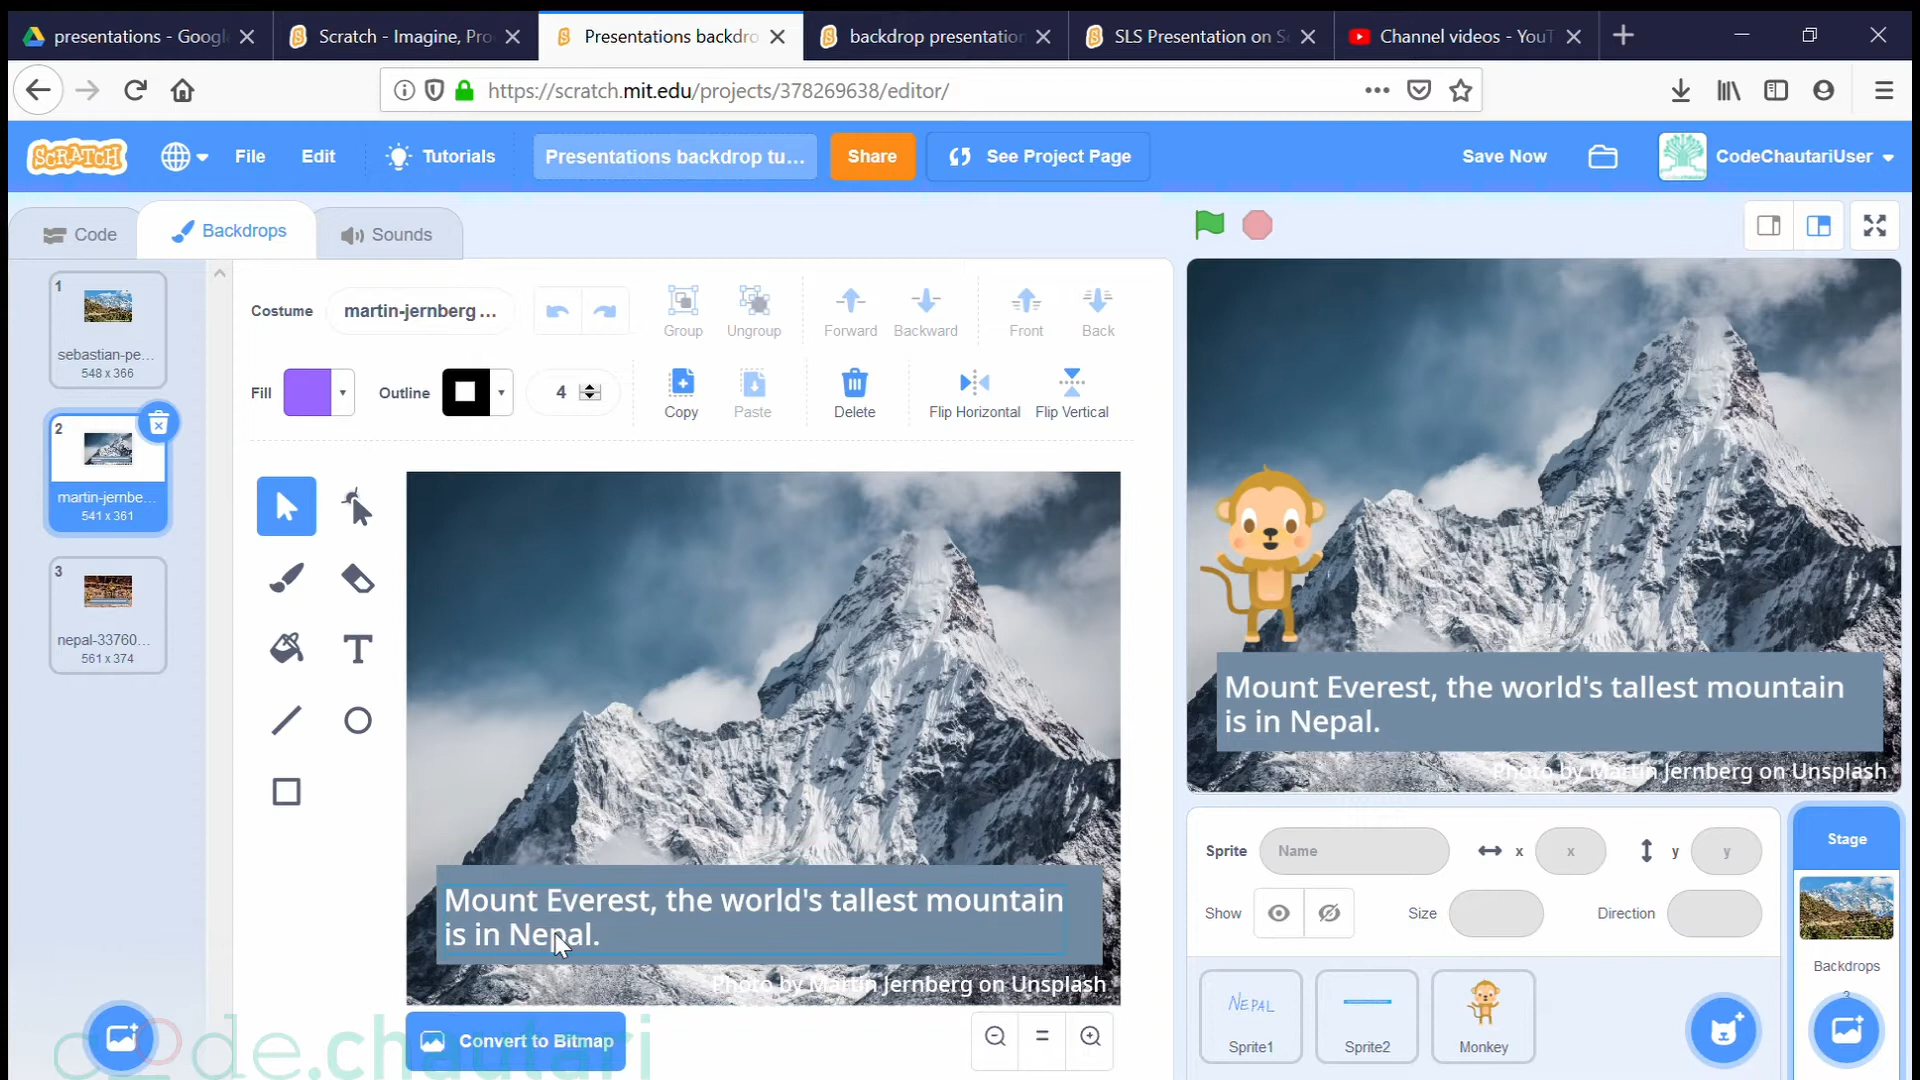 presentations - Googl
Scratch - Imagine, Pro
Presentations backdro
backdrop presentation
SLS Presentation on S
Channel videos - YouT
https://scratch.mit.edu/projects/378269638/editor/
SCRATCH
File
Edit
Tutorials
Presentations backdrop tu...
Share
See Project Page
Save Now
CodeChautariUser
Code
Backdrops
Sounds
1
sebastian-pe...
548 x 366
2
martin-jernbe...
541 x 361
3
nepal-33760...
561 x 374
Costume
martin-jernberg ...
Group
Ungroup
Forward
Backward
Front
Back
Fill
Outline
4
Copy
Paste
Delete
Flip Horizontal
Flip Vertical
T
Mount Everest, the world's tallest mountain
is in Nepal.
Photo by Martin Jernberg on Unsplash
Convert to Bitmap
code.chautari
Mount Everest, the world's tallest mountain
is in Nepal.
Photo by Martin Jernberg on Unsplash
Sprite
Name
x
x
y
y
Show
Size
Direction
NEPAL
Sprite1
Sprite2
Monkey
Stage
Backdrops
3